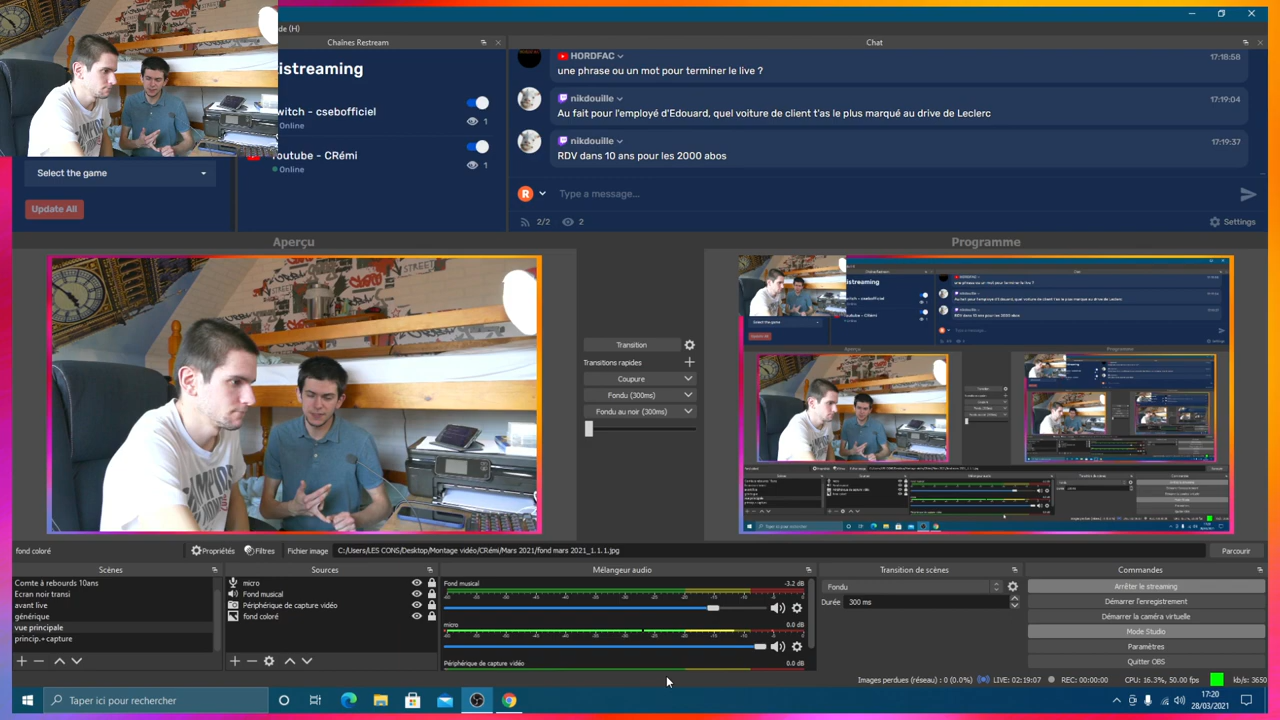 de (H)
Chaînes Restream
Chat
istreaming
HORDFAC
17:18:58
une phrase ou un mot pour terminer le live ?
witch - csebofficiel
Online
1
nikdouille
17:19:04
Au fait pour l'employé d'Edouard, quel voiture de client t'as le plus marqué au drive de Leclerc
Youtube - CRémi
Online
1
nikdouille
17:19:37
RDV dans 10 ans pour les 2000 abos
Select the game
R
Type a message...
Update All
2/2
2
Settings
Aperçu
Programme
STREET
Transition
Transitions rapides
Coupure
Fondu (300ms)
Fondu au noir (300ms)
fond coloré
Propriétés
Filtres
Fichier image
C:/Users/LES CONS/Desktop/Montage vidéo/CRémi/Mars 2021/fond mars 2021_1.1.1.jpg
Parcourir
Scènes
Sources
Mélangeur audio
Transition de scènes
Commandes
Comte à rebours 10ans
Ecran noir transi
avant live
générique
vue principale
princip.+capture
micro
Fond musical
Périphérique de capture vidéo
fond coloré
Fond musical
-3.2 dB
micro
0.0 dB
Périphérique de capture vidéo
0.0 dB
Fondu
Durée
300 ms
Arrêter le streaming
Démarrer l'enregistrement
Démarrer la caméra virtuelle
Mode Studio
Paramètres
Quitter OBS
Images perdues (réseau) : 0 (0.0%)
LIVE: 02:19:07
REC: 00:00:00
CPU: 16.3%, 50.00 fps
kb/s: 3650
Taper ici pour rechercher
17:20
28/03/2021